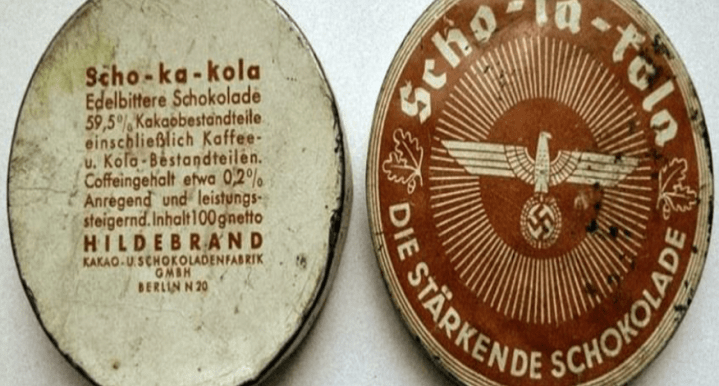 Scho-ka-kola
Edelbittere Schokolade
59,5% Kakaobestandteile
einschließlich Kaffee-
u. Kola-Bestandteilen.
Coffeingehalt etwa 0,2%
Anregend und leistungs-
steigernd. Inhalt 100 g netto
HILDEBRAND
KAKAO- U. SCHOKOLADENFABRIK
GMBH
BERLIN N 20
Scho-ka-kola
DIE STÄRKENDE SCHOKOLADE